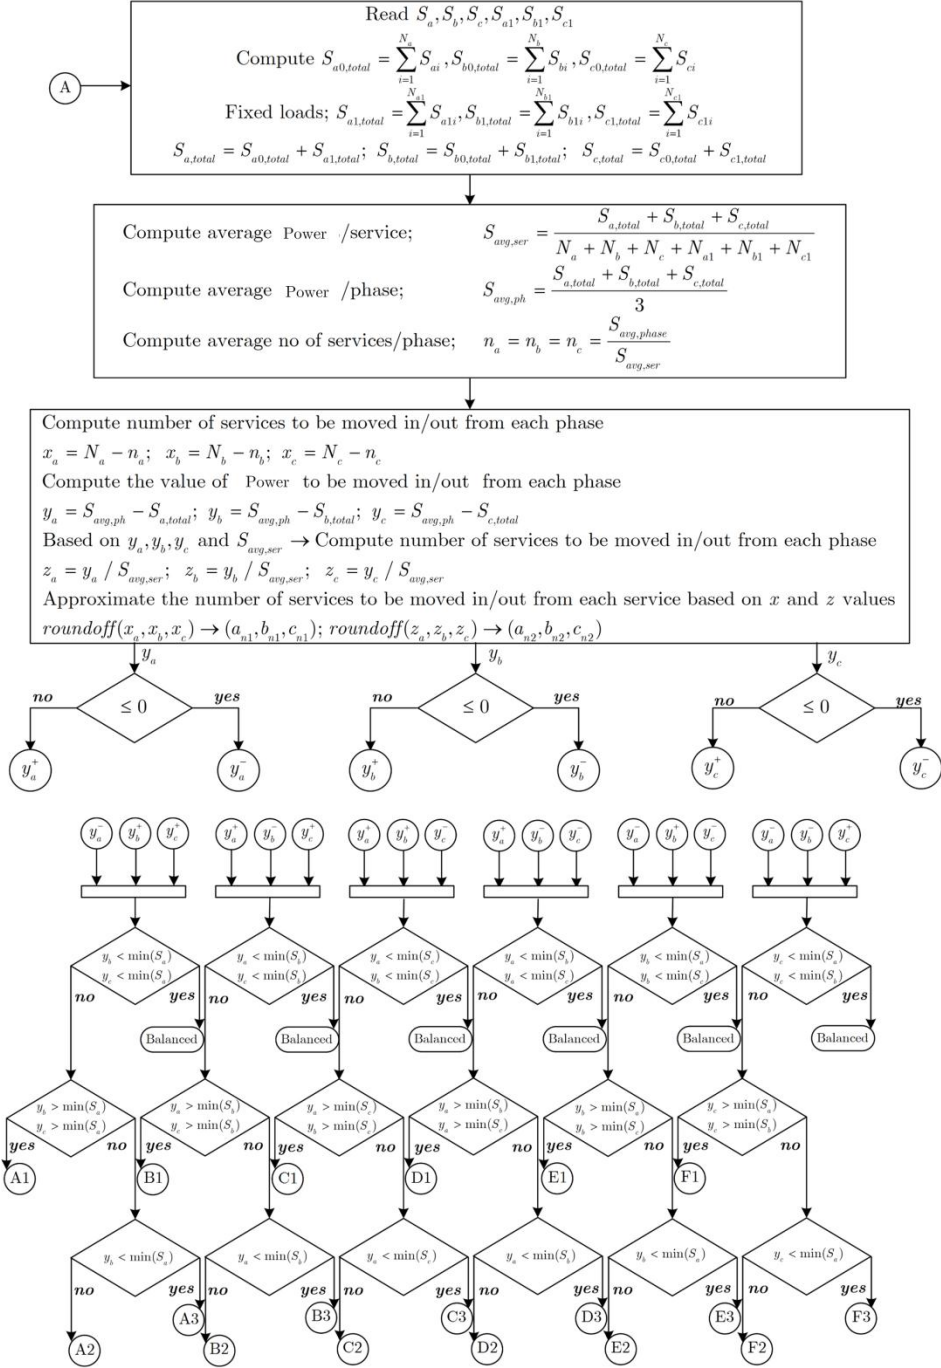 Read S_a, S_b, S_c, S_a1, S_b1, S_c1
Compute S_a0,total = ∑_{i=1}^{N_a} S_ai, S_b0,total = ∑_{i=1}^{N_b} S_bi, S_c0,total = ∑_{i=1}^{N_c} S_ci
A
Fixed loads; S_a1,total = ∑_{i=1}^{N_a1} S_a1i, S_b1,total = ∑_{i=1}^{N_b1} S_b1i, S_c1,total = ∑_{i=1}^{N_c1} S_c1i
S_a,total = S_a0,total + S_a1,total; S_b,total = S_b0,total + S_b1,total; S_c,total = S_c0,total + S_c1,total
Compute average Power /service; S_avg,ser = (S_a,total + S_b,total + S_c,total) / (N_a + N_b + N_c + N_a1 + N_b1 + N_c1)
Compute average Power /phase; S_avg,ph = (S_a,total + S_b,total + S_c,total) / 3
Compute average no of services/phase; n_a = n_b = n_c = S_avg,phase / S_avg,ser
Compute number of services to be moved in/out from each phase
x_a = N_a − n_a; x_b = N_b − n_b; x_c = N_c − n_c
Compute the value of Power to be moved in/out from each phase
y_a = S_avg,ph − S_a,total; y_b = S_avg,ph − S_b,total; y_c = S_avg,ph − S_c,total
Based on y_a, y_b, y_c and S_avg,ser → Compute number of services to be moved in/out from each phase
z_a = y_a / S_avg,ser; z_b = y_b / S_avg,ser; z_c = y_c / S_avg,ser
Approximate the number of services to be moved in/out from each service based on x and z values
roundoff(x_a, x_b, x_c) → (a_n1, b_n1, c_n1); roundoff(z_a, z_b, z_c) → (a_n2, b_n2, c_n2)
y_a y_b y_c
no ≤ 0 yes no ≤ 0 yes no ≤ 0 yes
y_a^+ y_a^- y_b^+ y_b^- y_c^+ y_c^-
y_a^- y_b^+ y_c^+ y_a^+ y_b^- y_c^+ y_a^+ y_b^+ y_c^- y_a^+ y_b^- y_c^- y_a^- y_b^+ y_c^- y_a^- y_b^- y_c^+
y_b < min(S_a) y_a < min(S_b) y_a < min(S_c) y_a < min(S_b) y_b < min(S_a) y_c < min(S_a)
y_c < min(S_a) y_c < min(S_b) y_b < min(S_c) y_a < min(S_c) y_b < min(S_c) y_c < min(S_b)
no yes no yes no yes no yes no yes no yes
Balanced Balanced Balanced Balanced Balanced Balanced
y_b > min(S_a) y_a > min(S_b) y_a > min(S_c) y_a > min(S_b) y_b > min(S_a) y_c > min(S_a)
y_c > min(S_a) y_c > min(S_b) y_b > min(S_c) y_a > min(S_c) y_b > min(S_c) y_c > min(S_b)
yes no yes no yes no yes no yes no yes no
A1 B1 C1 D1 E1 F1
y_b < min(S_a) y_a < min(S_b) y_a < min(S_c) y_a < min(S_b) y_b < min(S_a) y_c < min(S_a)
no yes no yes no yes no yes no yes no yes
A3 B3 C3 D3 E3 F3
A2 B2 C2 D2 E2 F2